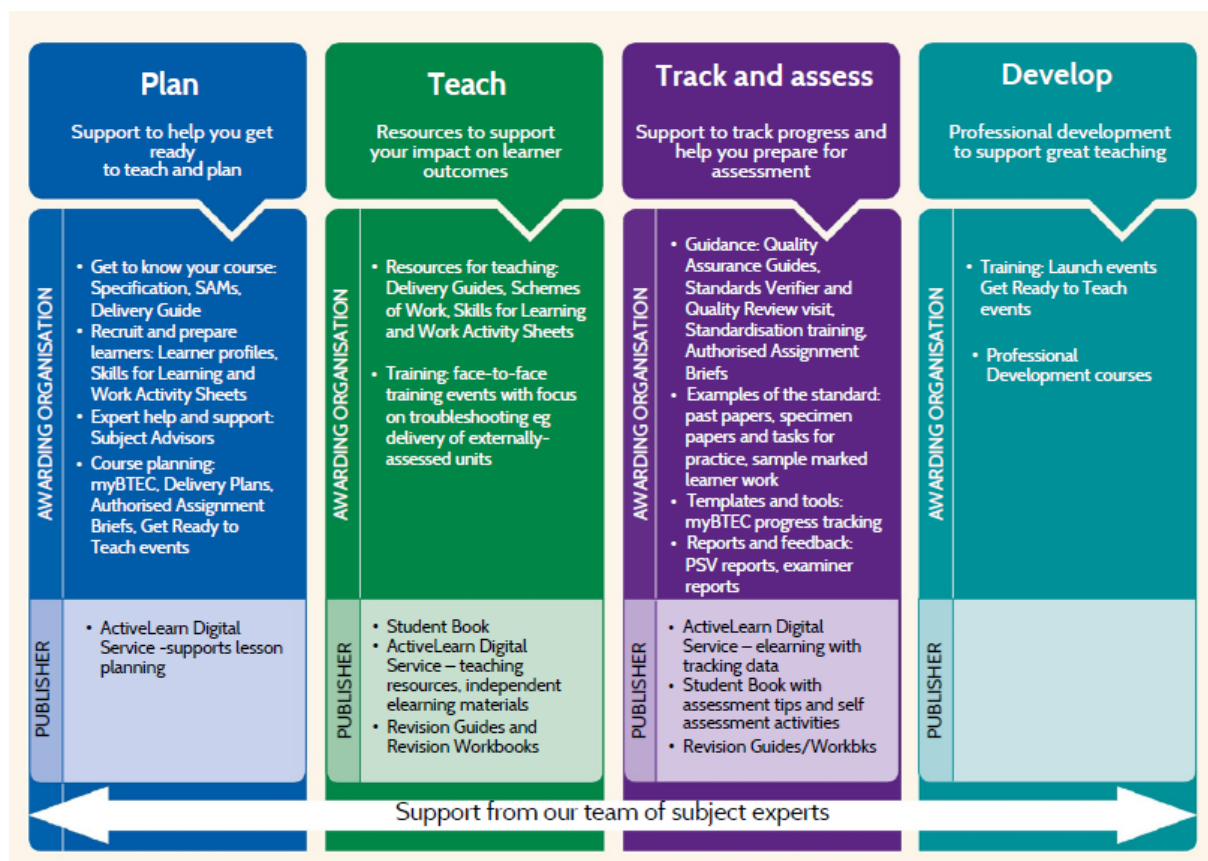 Plan
Support to help you get
ready
to teach and plan
AWARDING ORGANISATION
• Get to know your course:
Specification, SAMs,
Delivery Guide
• Recruit and prepare
learners: Learner profiles,
Skills for Learning and
Work Activity Sheets
• Expert help and support:
Subject Advisors
• Course planning:
myBTEC, Delivery Plans,
Authorised Assignment
Briefs, Get Ready to
Teach events
PUBLISHER
• ActiveLearn Digital
Service -supports lesson
planning
Teach
Resources to support
your impact on learner
outcomes
AWARDING ORGANISATION
• Resources for teaching:
Delivery Guides, Schemes
of Work, Skills for Learning
and Work Activity Sheets
• Training: face-to-face
training events with focus
on troubleshooting eg
delivery of externally-
assessed units
PUBLISHER
• Student Book
• ActiveLearn Digital
Service – teaching
resources, independent
elearning materials
• Revision Guides and
Revision Workbooks
Track and assess
Support to track progress and
help you prepare for
assessment
AWARDING ORGANISATION
• Guidance: Quality
Assurance Guides,
Standards Verifier and
Quality Review visit,
Standardisation training,
Authorised Assignment
Briefs
• Examples of the standard:
past papers, specimen
papers and tasks for
practice, sample marked
learner work
• Templates and tools:
myBTEC progress tracking
• Reports and feedback:
PSV reports, examiner
reports
PUBLISHER
• ActiveLearn Digital
Service – elearning with
tracking data
• Student Book with
assessment tips and self
assessment activities
• Revision Guides/Workbks
Develop
Professional development
to support great teaching
AWARDING ORGANISATION
• Training: Launch events
Get Ready to Teach
events
• Professional
Development courses
PUBLISHER
Support from our team of subject experts